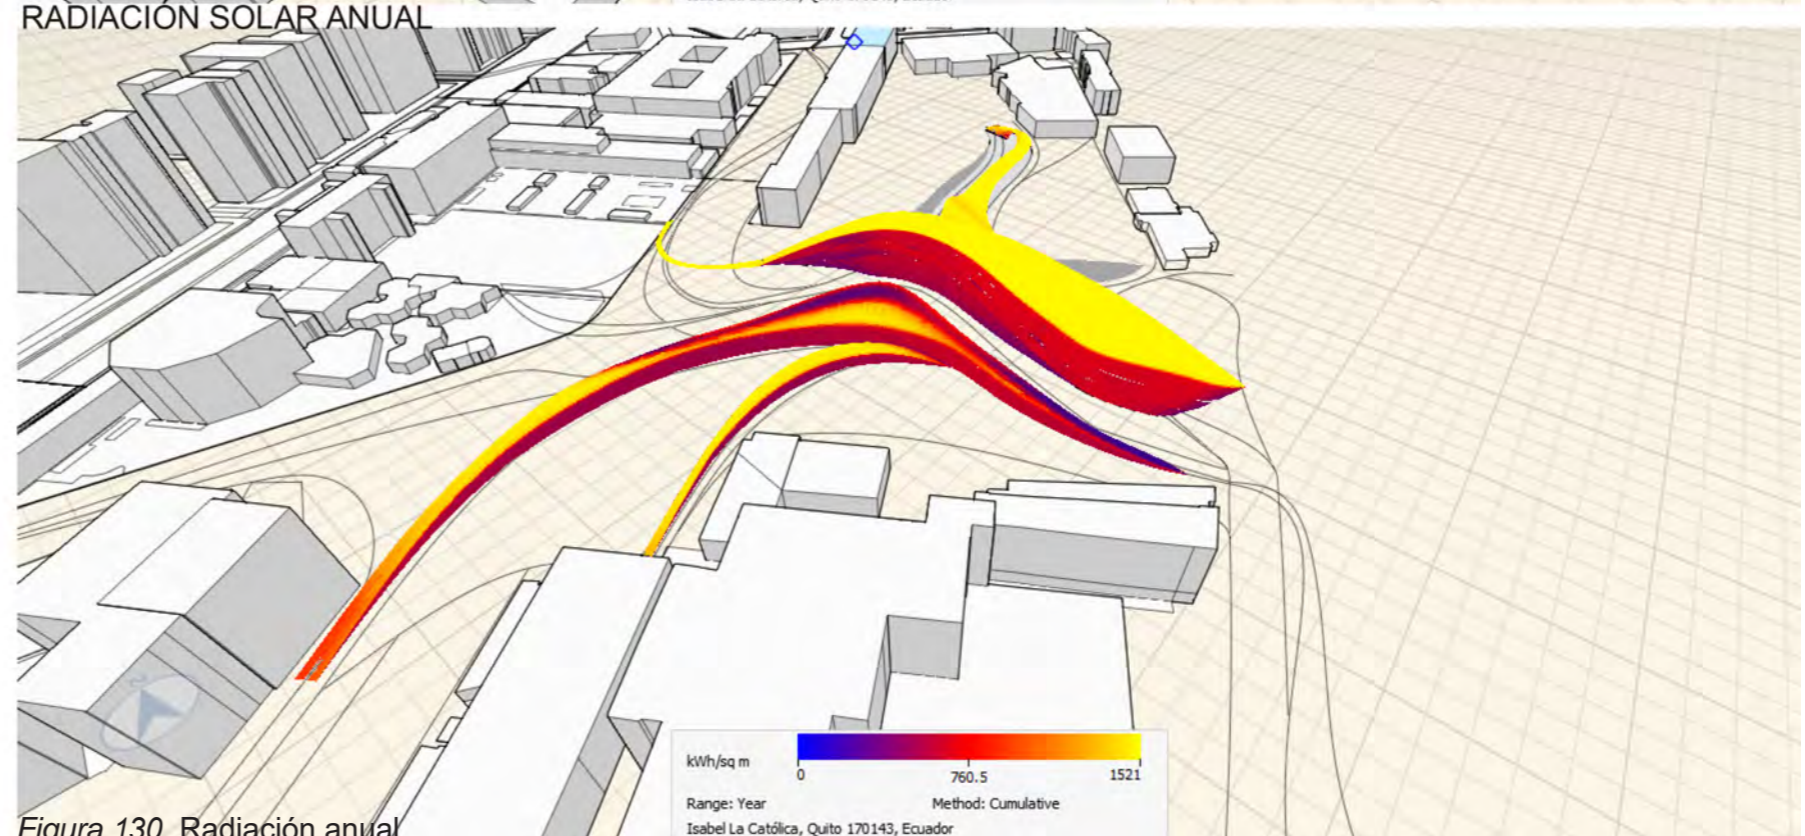 RADIACIÓN SOLAR ANUAL
N
kWh/sq m
0 760.5 1521
Range: Year Method: Cumulative
Isabel La Católica, Quito 170143, Ecuador
Figura 130. Radiación anual